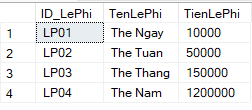 ID_LePhi TenLePhi TienLePhi
1 LP01 The Ngay 10000
2 LP02 The Tuan 50000
3 LP03 The Thang 150000
4 LP04 The Nam 1200000